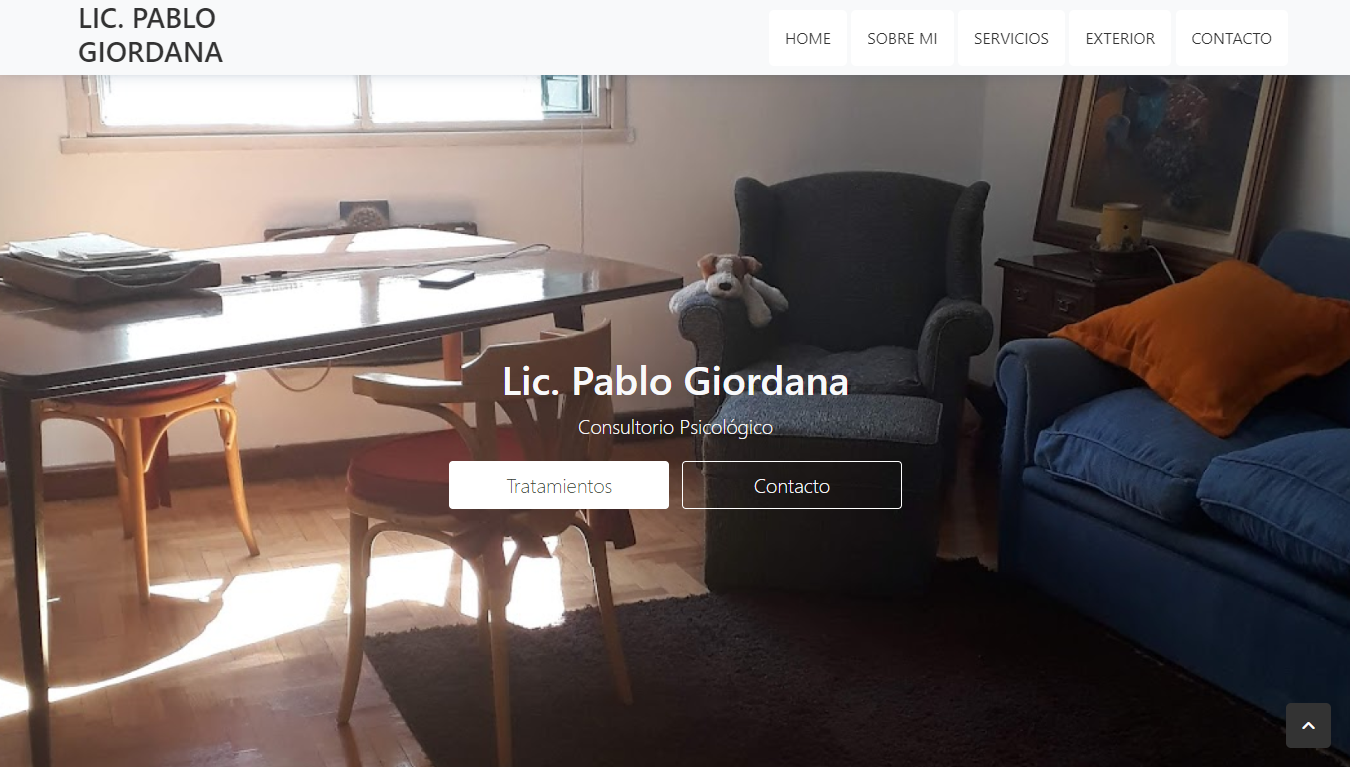 LIC. PABLO
GIORDANA
HOME
SOBRE MI
SERVICIOS
EXTERIOR
CONTACTO
Lic. Pablo Giordana
Consultorio Psicológico
Tratamientos
Contacto